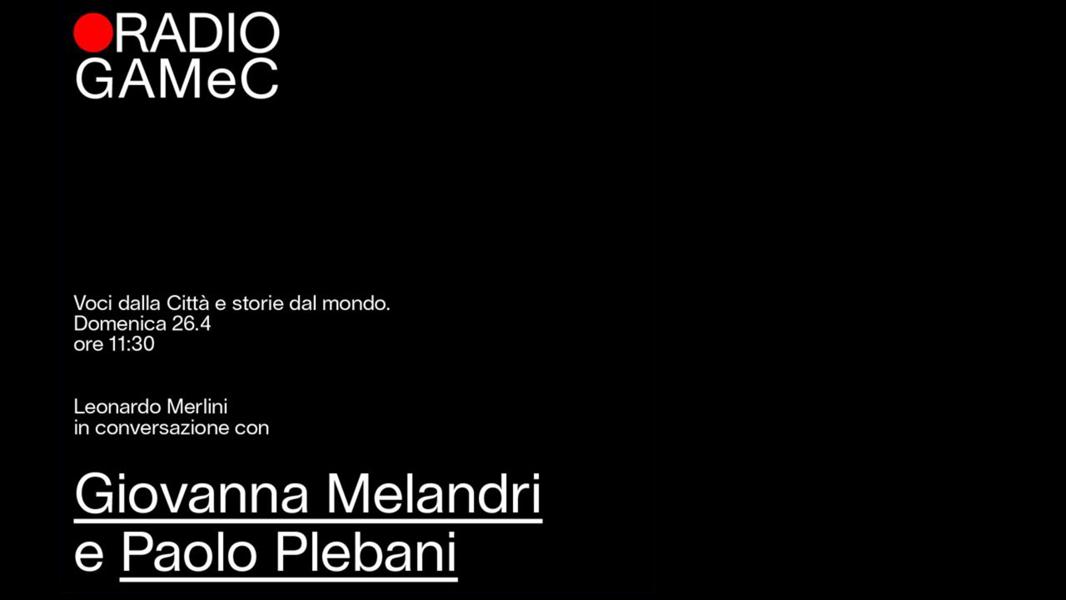 RADIO
GAMeC
Voci dalla Città e storie dal mondo.
Domenica 26.4
ore 11:30
Leonardo Merlini
in conversazione con
Giovanna Melandri
e Paolo Plebani